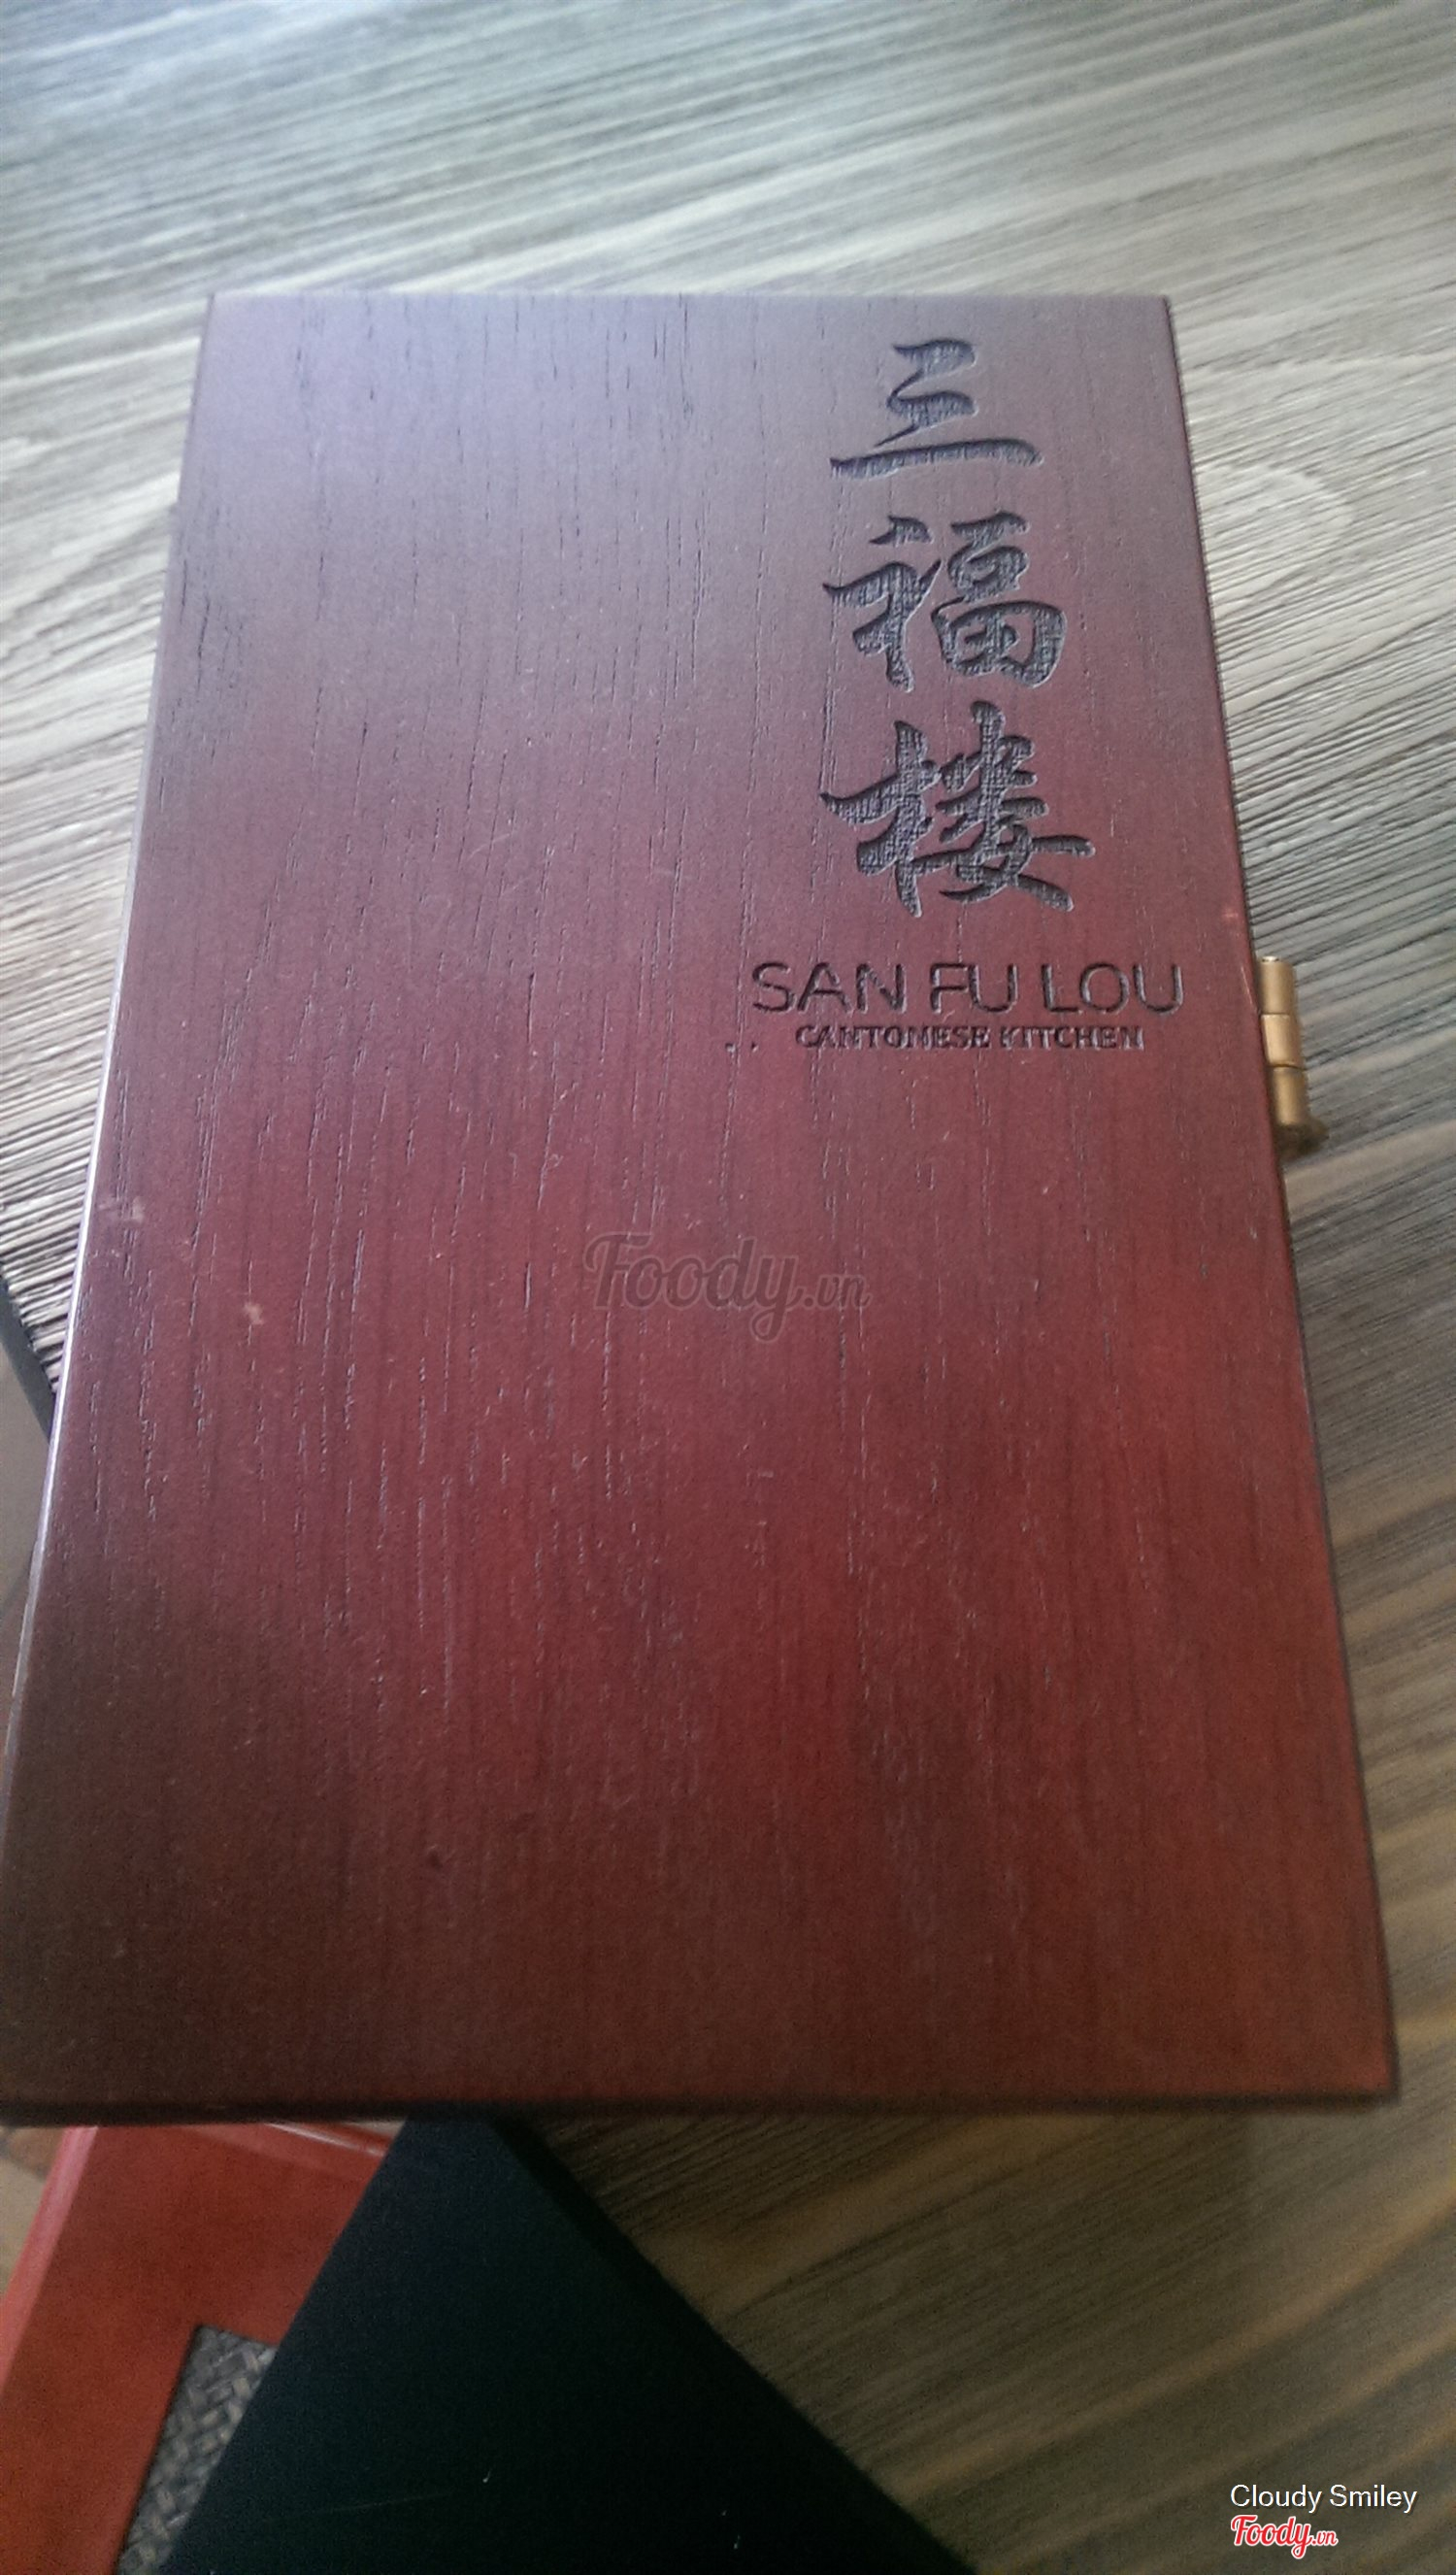 三福楼
SAN FU LOU
CANTONESE KITCHEN
Foody.vn
Cloudy Smiley
Foody.vn